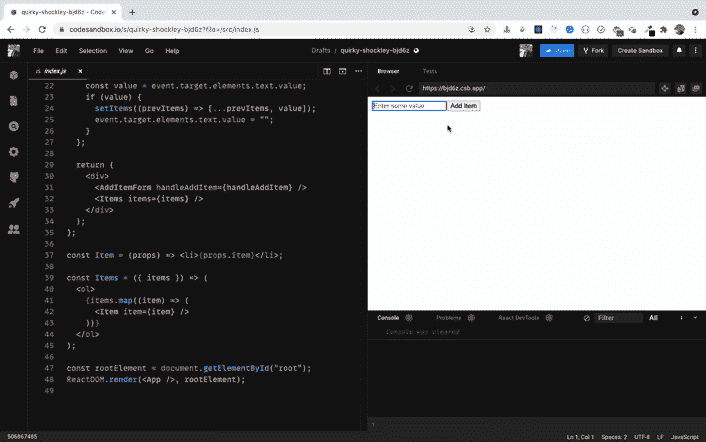 quirky-shockley-bjd6z
codesandbox.io/s/quirky-shockley-bjd6z?file=/src/index.js
File Edit Selection View Go Help
Drafts / quirky-shockley-bjd6z
Share
Fork
Create Sandbox
index.js
22 const value = event.target.elements.text.value;
23 if (value) {
24 setItems((prevItems) => [...prevItems, value]);
25 event.target.elements.text.value = "";
26 }
27 };
28
29 return (
30 <div>
31 <AddItemForm handleAddItem={handleAddItem} />
32 <Items items={items} />
33 </div>
34 );
35 };
36
37 const Item = (props) => <li>{props.item}</li>;
38
39 const Items = ({ items }) => (
40 <ol>
41 {items.map((item) => (
42 <Item item={item} />
43 ))}
44 </ol>
45 );
46
47 const rootElement = document.getElementById("root");
48 ReactDOM.render(<App />, rootElement);
49
Browser Tests
https://bjd6z.csb.app/
Enter some value
Add Item
Console Problems React DevTools Filter All
Console was cleared
506867485
Ln 1, Col 1 Spaces: 2 UTF-8 LF JavaScript